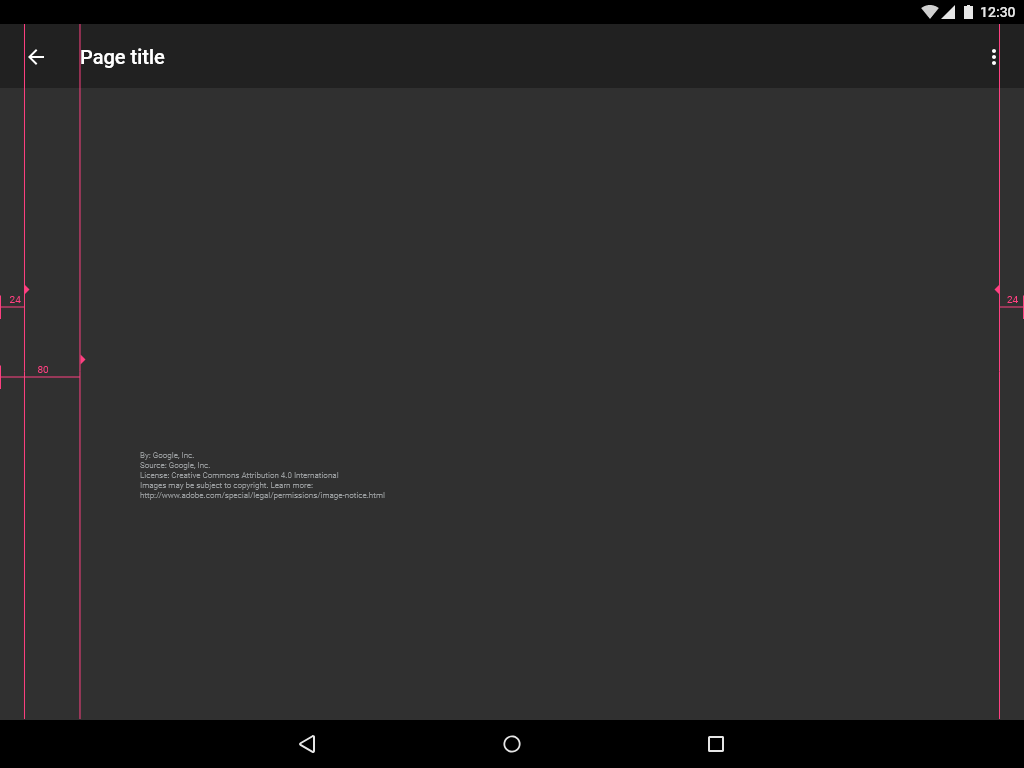 12:30
Page title
24
24
80
By: Google, Inc.
Source: Google, Inc.
License: Creative Commons Attribution 4.0 International
Images may be subject to copyright. Learn more:
http://www.adobe.com/special/legal/permissions/image-notice.html